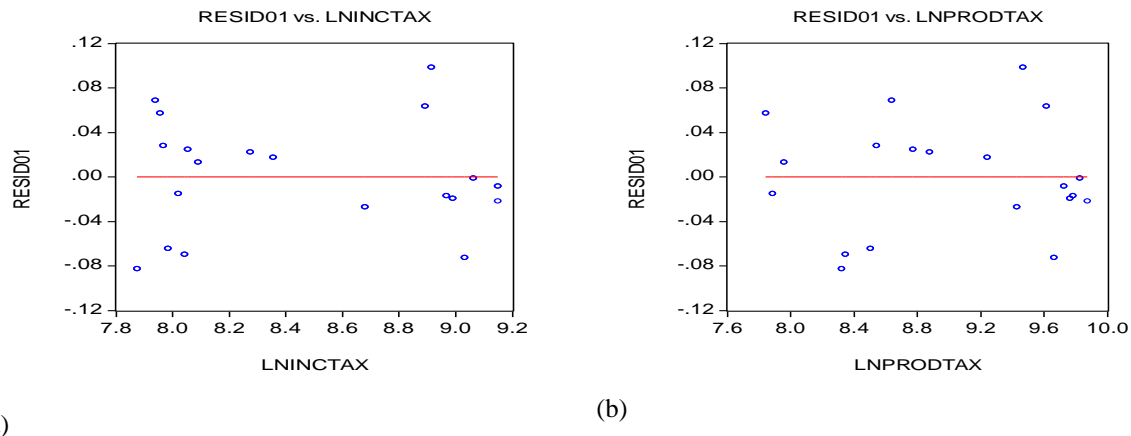 RESID01 vs. LNINCTAX
.12
.08
.04
.00
-.04
-.08
-.12
RESID01
7.8 8.0 8.2 8.4 8.6 8.8 9.0 9.2
LNINCTAX
)
RESID01 vs. LNPRODTAX
.12
.08
.04
.00
-.04
-.08
-.12
RESID01
7.6 8.0 8.4 8.8 9.2 9.6 10.0
LNPRODTAX
(b)